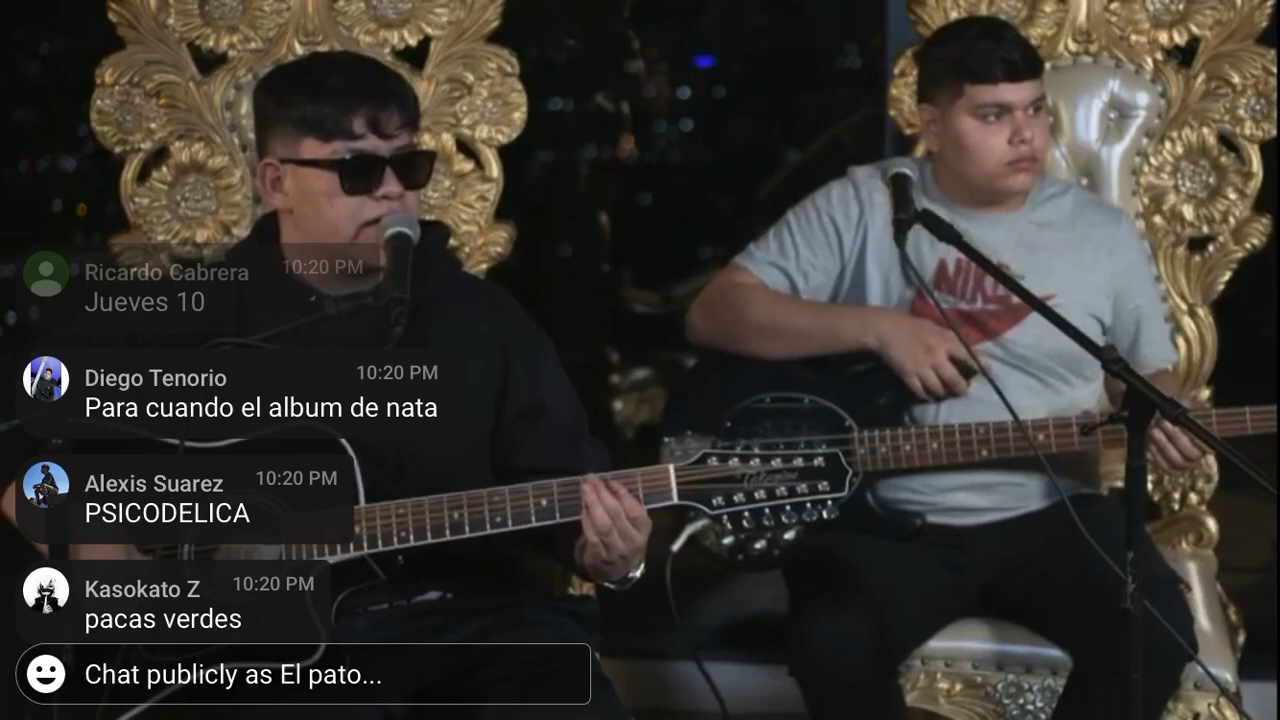 Ricardo Cabrera 10:20 PM
Jueves 10
Diego Tenorio 10:20 PM
Para cuando el album de nata
Alexis Suarez 10:20 PM
PSICODELICA
Kasokato Z 10:20 PM
pacas verdes
Chat publicly as El pato...
NIKE